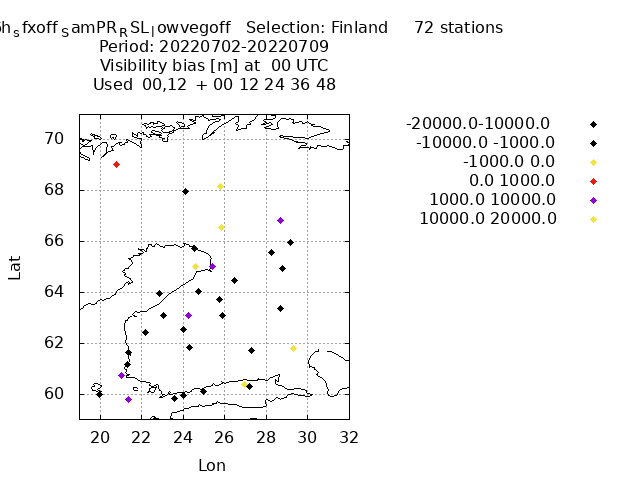 h_s fxoff_S amPR_R SL_l owvegoff Selection: Finland 72 stations
Period: 20220702-20220709
Visibility bias [m] at 00 UTC
Used 00,12 + 00 12 24 36 48
-20000.0-10000.0
-10000.0 -1000.0
-1000.0 0.0
0.0 1000.0
1000.0 10000.0
10000.0 20000.0
70
68
66
64
62
60
Lat
20 22 24 26 28 30 32
Lon